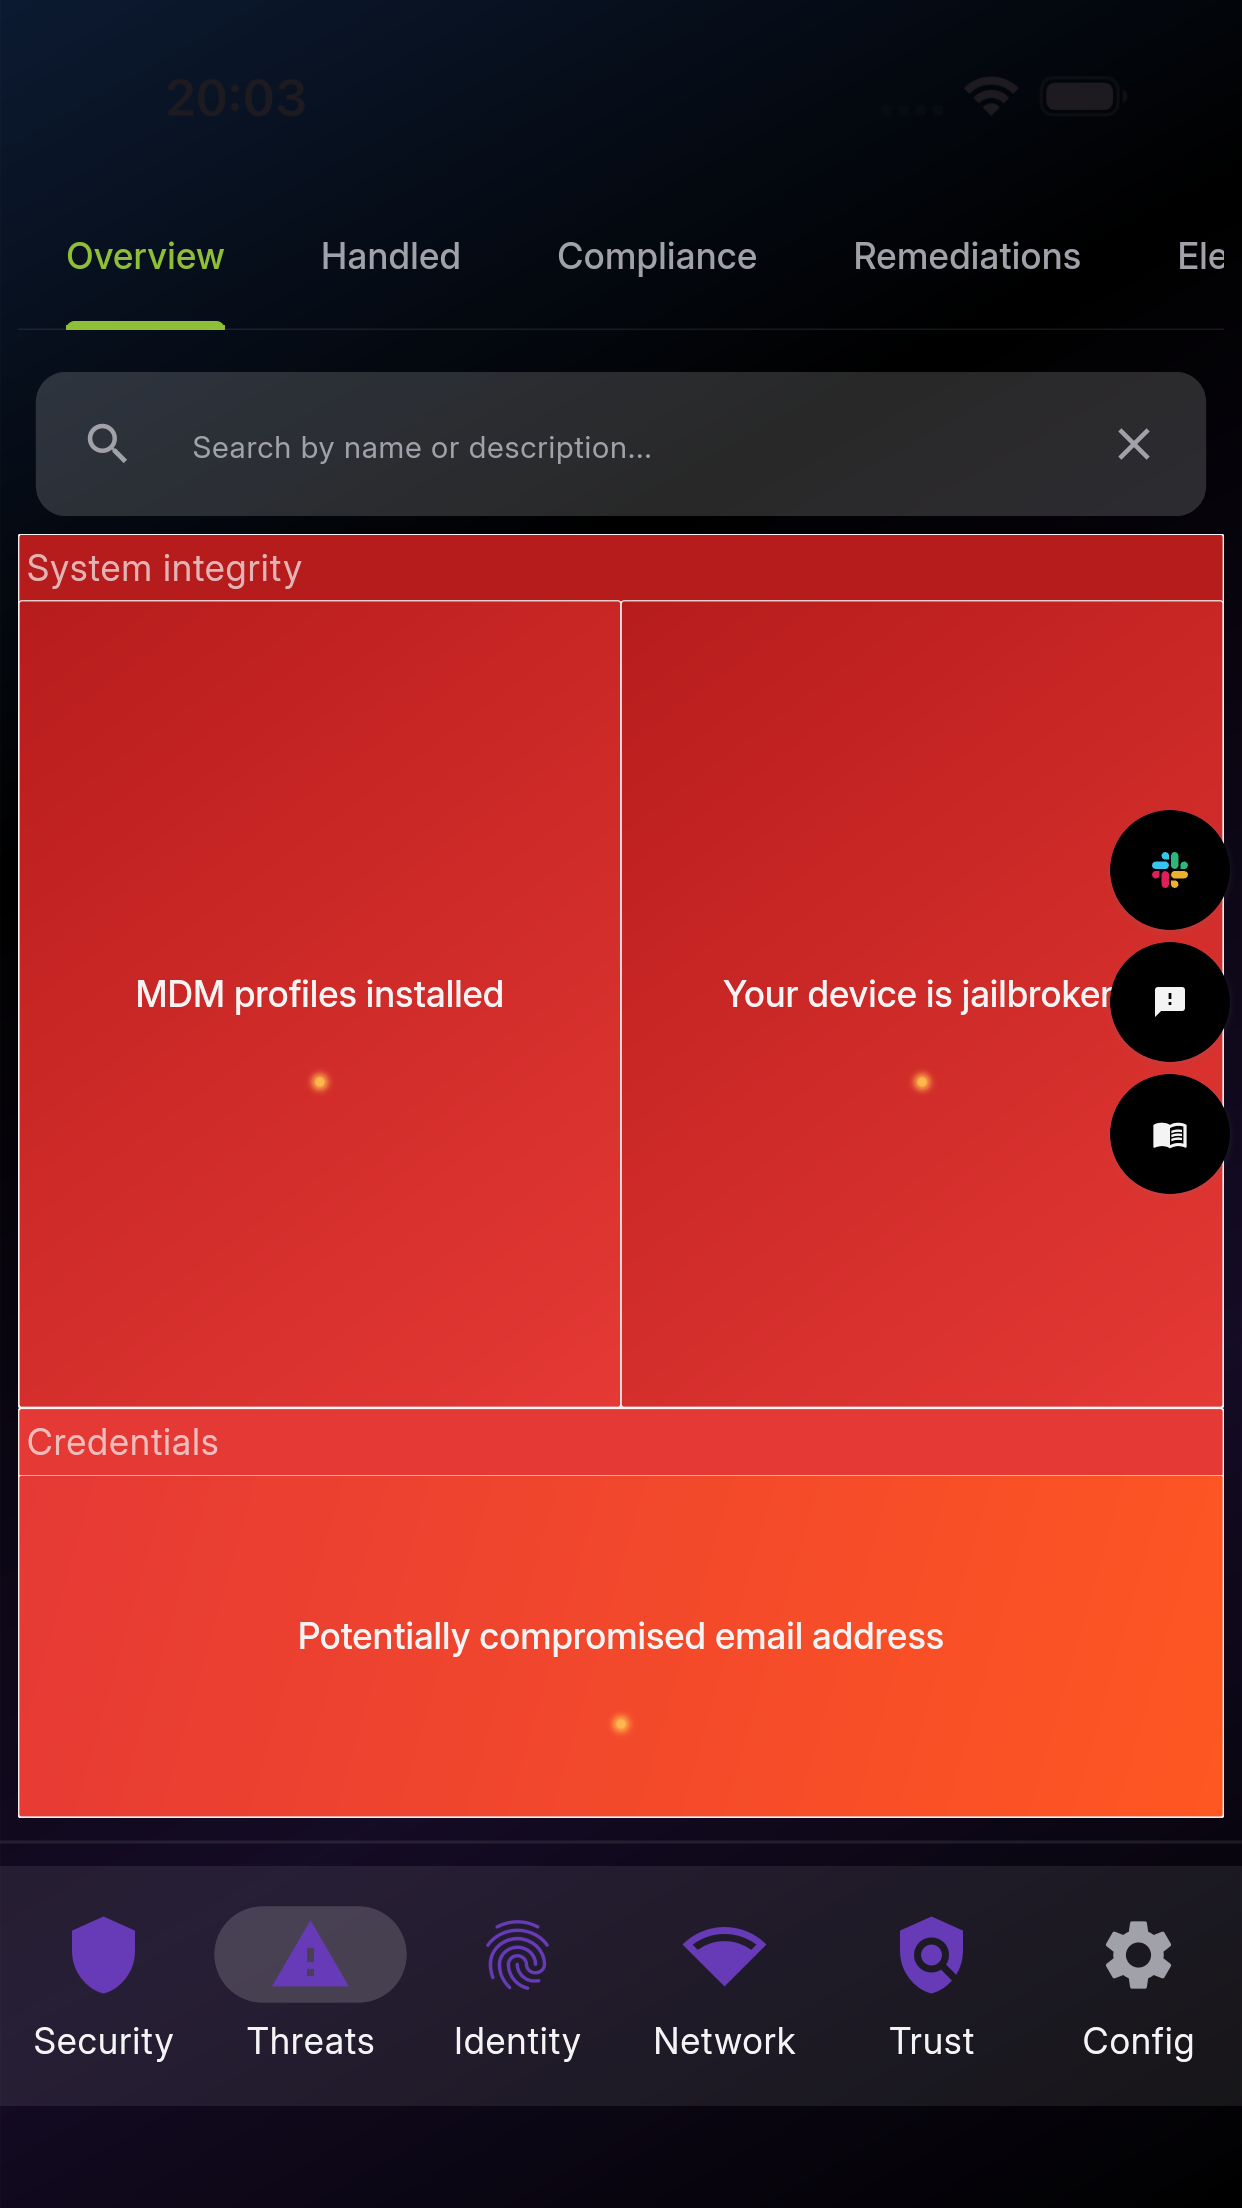 20:03
Overview Handled Compliance Remediations Ele
Search by name or description...
System integrity
MDM profiles installed
Your device is jailbroken
Credentials
Potentially compromised email address
Security Threats Identity Network Trust Config